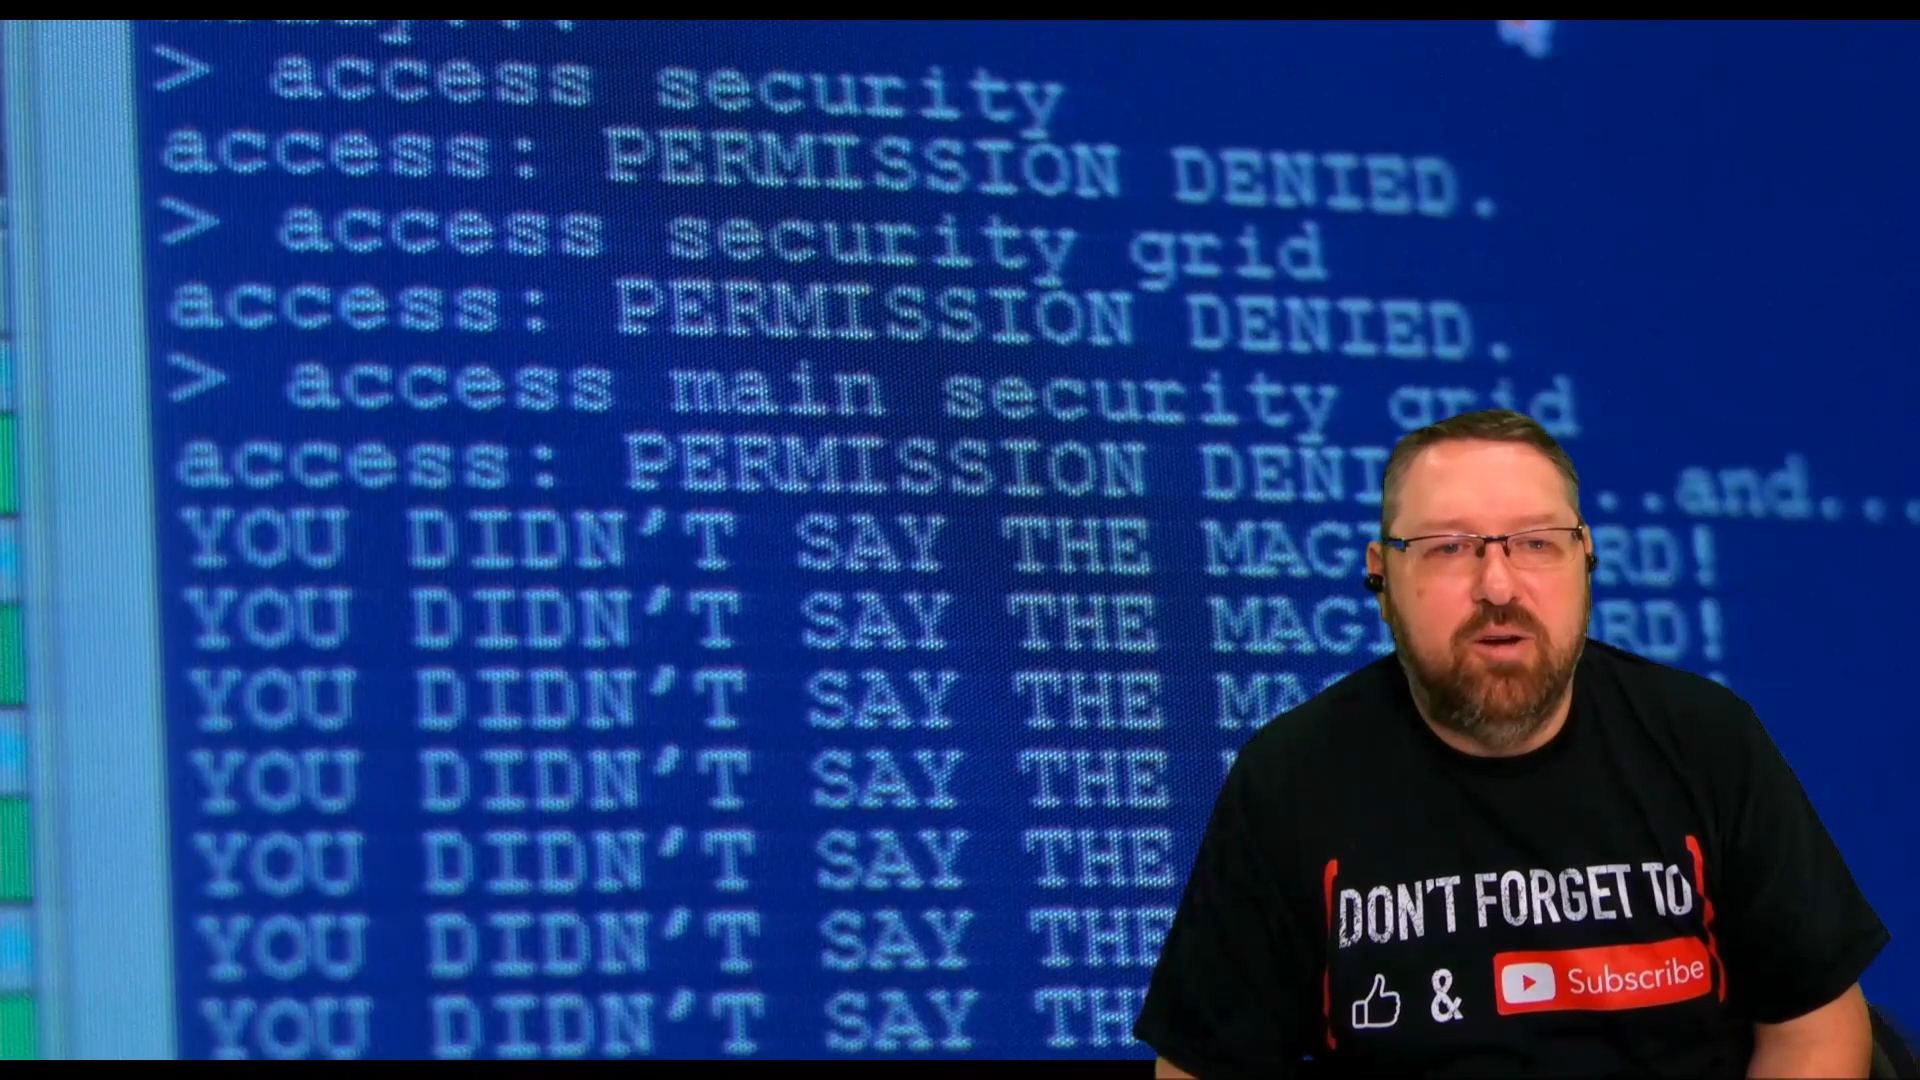 > access security
access: PERMISSION DENIED.
> access security grid
access: PERMISSION DENIED.
> access main security grid
access: PERMISSION DENI ...and...
YOU DIDN'T SAY THE MAGI RD!
YOU DIDN'T SAY THE MAGI RD!
YOU DIDN'T SAY THE MA
YOU DIDN'T SAY THE
YOU DIDN'T SAY THE
YOU DIDN'T SAY THE
YOU DIDN'T SAY TH
DON'T FORGET TO
& Subscribe